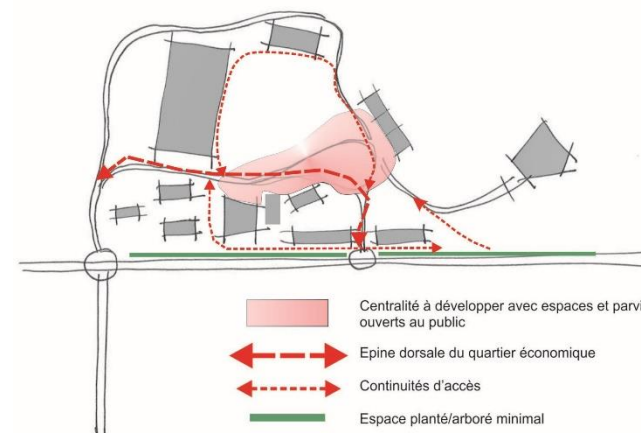 Centralité à développer avec espaces et parvi
ouverts au public
Epine dorsale du quartier économique
Continuités d'accès
Espace planté/arboré minimal